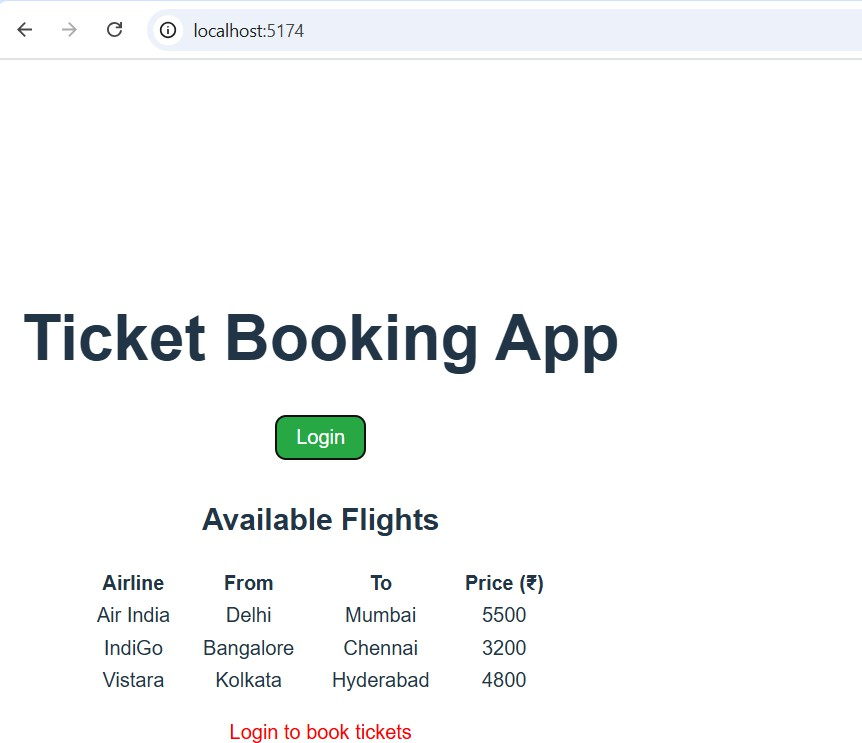 localhost:5174
Ticket Booking App
Login
Available Flights
Airline From To Price (₹)
Air India Delhi Mumbai 5500
IndiGo Bangalore Chennai 3200
Vistara Kolkata Hyderabad 4800
Login to book tickets